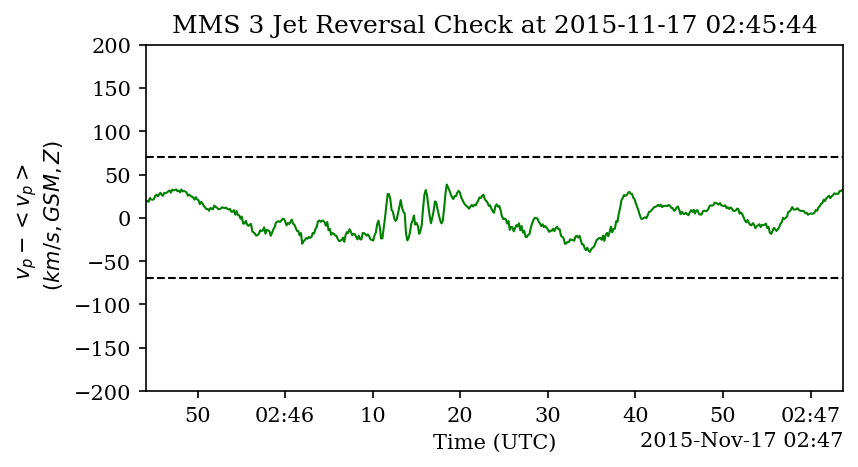 MMS 3 Jet Reversal Check at 2015-11-17 02:45:44
200
150
100
50
0
−50
−100
−150
−200
v_p − < v_p >
(km/s, GSM, Z)
50 02:46 10 20 30 40 50 02:47
Time (UTC)
2015-Nov-17 02:47